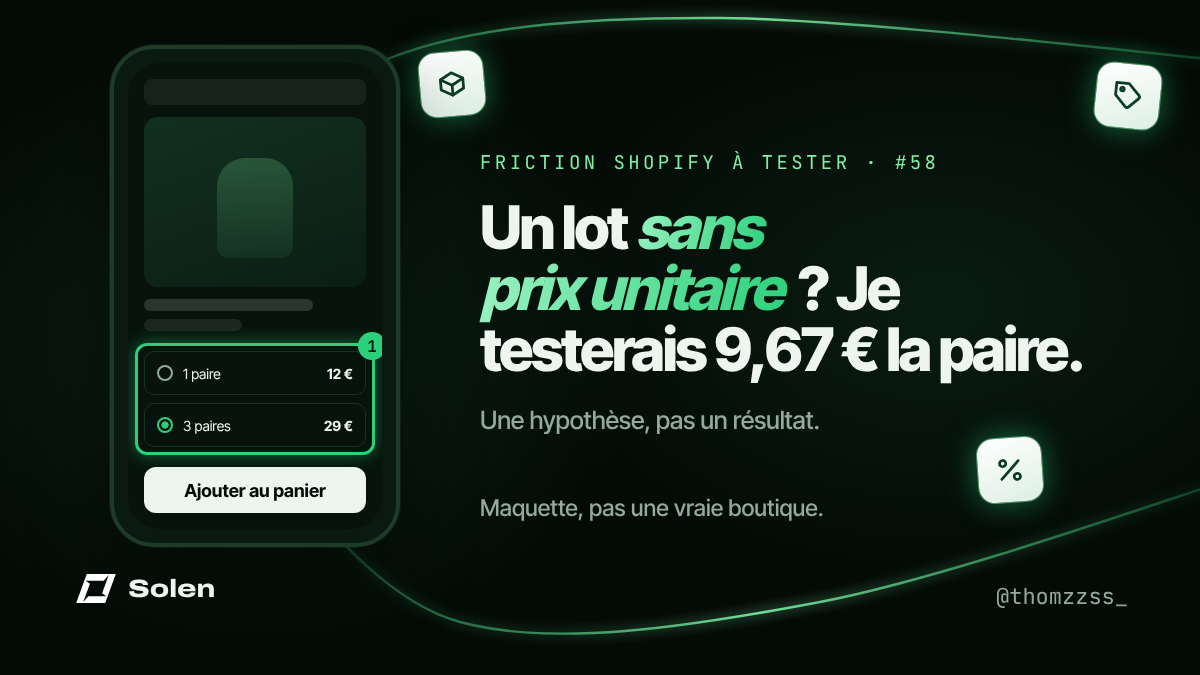 FRICTION SHOPIFY À TESTER · #58
Un lot sans
prix unitaire ? Je
testerais 9,67 € la paire.
Une hypothèse, pas un résultat.
Maquette, pas une vraie boutique.
1
1 paire 12 €
3 paires 29 €
Ajouter au panier
Solen
@thomzzss_